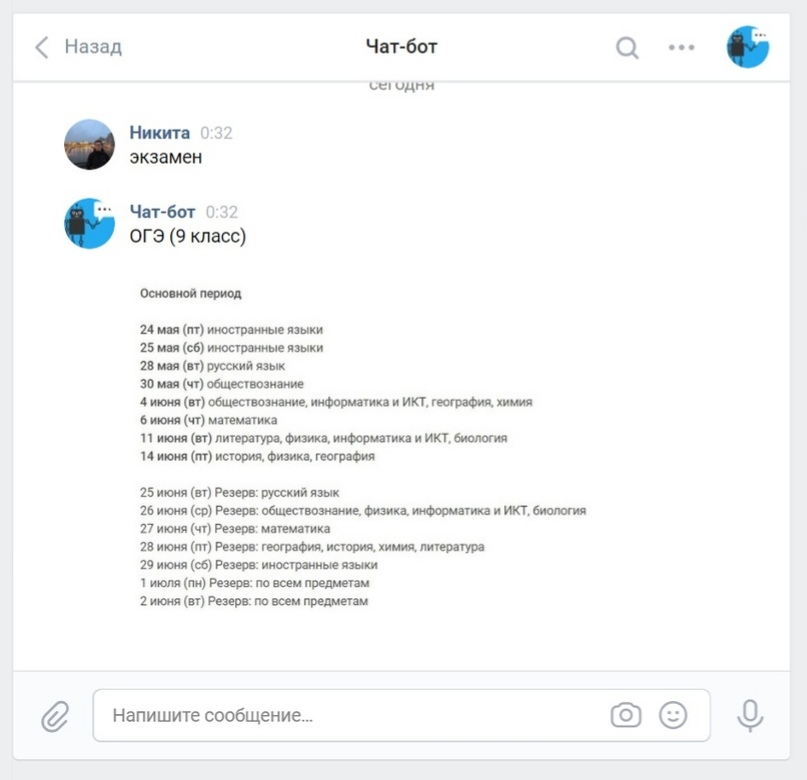 Назад
Чат-бот
сегодня
Никита 0:32
экзамен
Чат-бот 0:32
ОГЭ (9 класс)
Основной период
24 мая (пт) иностранные языки
25 мая (сб) иностранные языки
28 мая (вт) русский язык
30 мая (чт) обществознание
4 июня (вт) обществознание, информатика и ИКТ, география, химия
6 июня (чт) математика
11 июня (вт) литература, физика, информатика и ИКТ, биология
14 июня (пт) история, физика, география
25 июня (вт) Резерв: русский язык
26 июня (ср) Резерв: обществознание, физика, информатика и ИКТ, биология
27 июня (чт) Резерв: математика
28 июня (пт) Резерв: география, история, химия, литература
29 июня (сб) Резерв: иностранные языки
1 июля (пн) Резерв: по всем предметам
2 июня (вт) Резерв: по всем предметам
Напишите сообщение...